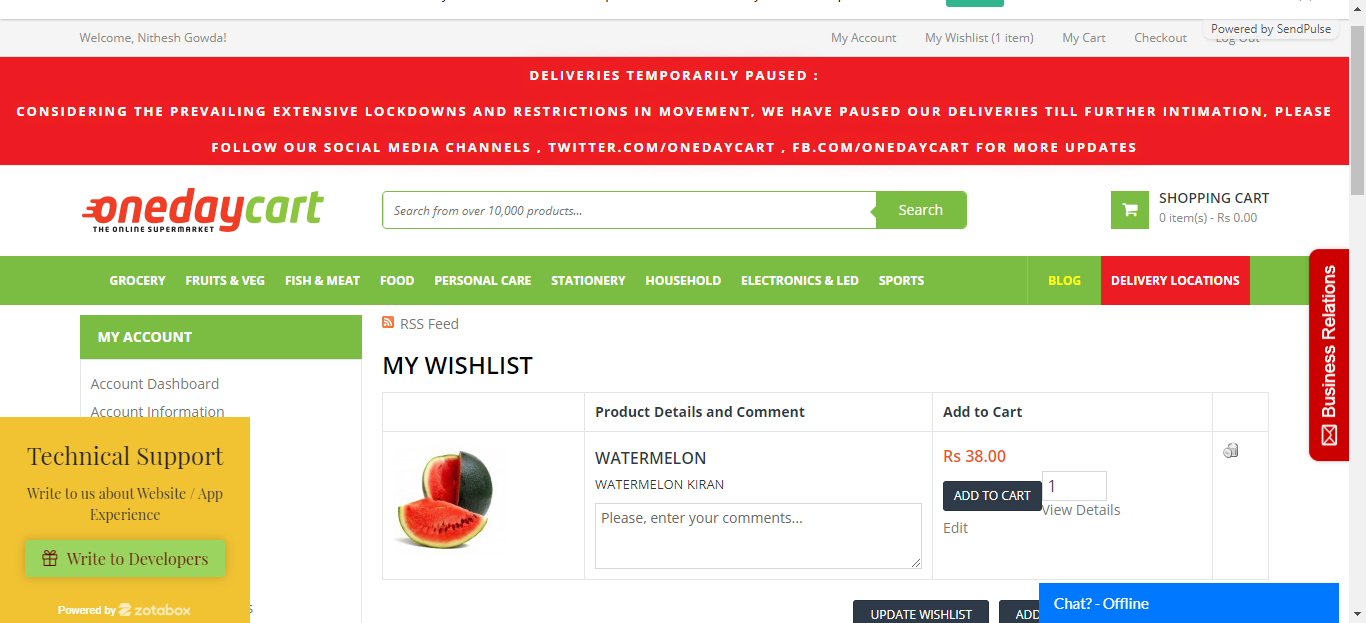 Powered by SendPulse
Welcome, Nithesh Gowda!
My Account
My Wishlist (1 item)
My Cart
Checkout
Log Out
DELIVERIES TEMPORARILY PAUSED :
CONSIDERING THE PREVAILING EXTENSIVE LOCKDOWNS AND RESTRICTIONS IN MOVEMENT, WE HAVE PAUSED OUR DELIVERIES TILL FURTHER INTIMATION, PLEASE
FOLLOW OUR SOCIAL MEDIA CHANNELS , TWITTER.COM/ONEDAYCART , FB.COM/ONEDAYCART FOR MORE UPDATES
onedaycart
THE ONLINE SUPERMARKET
Search from over 10,000 products...
Search
SHOPPING CART
0 item(s) - Rs 0.00
GROCERY
FRUITS & VEG
FISH & MEAT
FOOD
PERSONAL CARE
STATIONERY
HOUSEHOLD
ELECTRONICS & LED
SPORTS
BLOG
DELIVERY LOCATIONS
Business Relations
MY ACCOUNT
Account Dashboard
Account Information
RSS Feed
MY WISHLIST
Product Details and Comment
Add to Cart
WATERMELON
WATERMELON KIRAN
Please, enter your comments...
Rs 38.00
ADD TO CART
1
View Details
Edit
Technical Support
Write to us about Website / App
Experience
Write to Developers
Powered by zotabox
UPDATE WISHLIST
ADD
Chat? - Offline